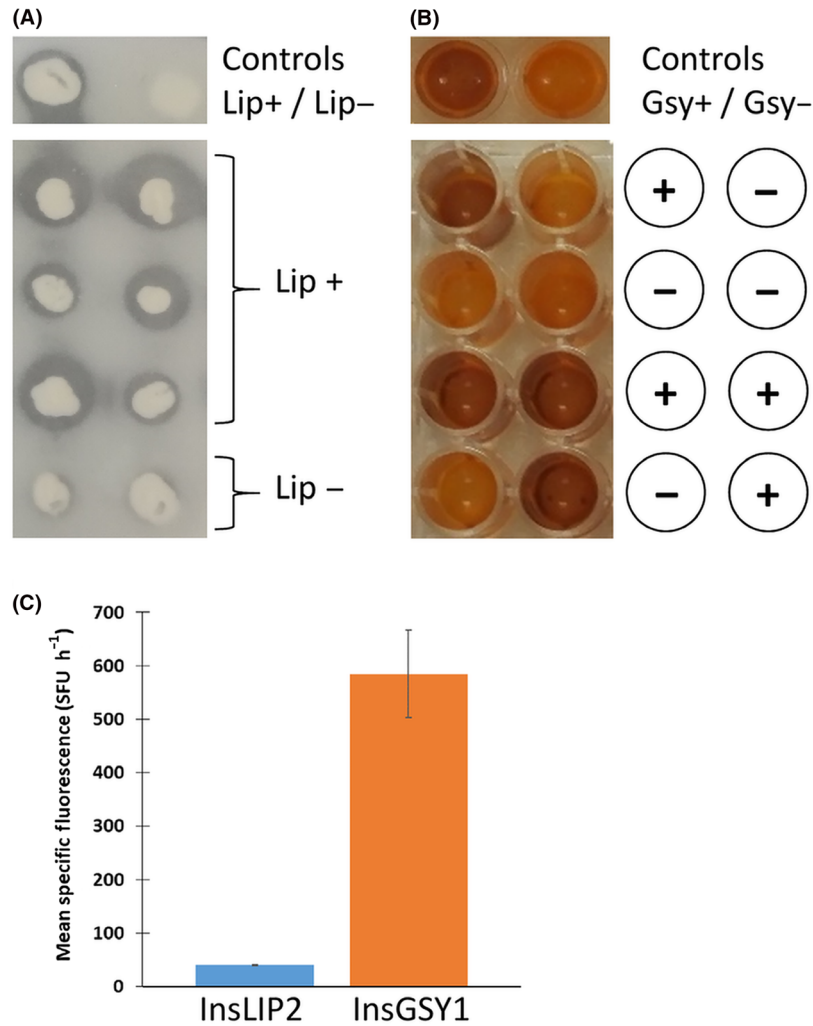 (A)
Controls
Lip+ / Lip−
Lip +
Lip −
(B)
Controls
Gsy+ / Gsy−
+ −
− −
+ +
− +
(C)
Mean specific fluorescence (SFU h⁻¹)
700
600
500
400
300
200
100
0
InsLIP2 InsGSY1